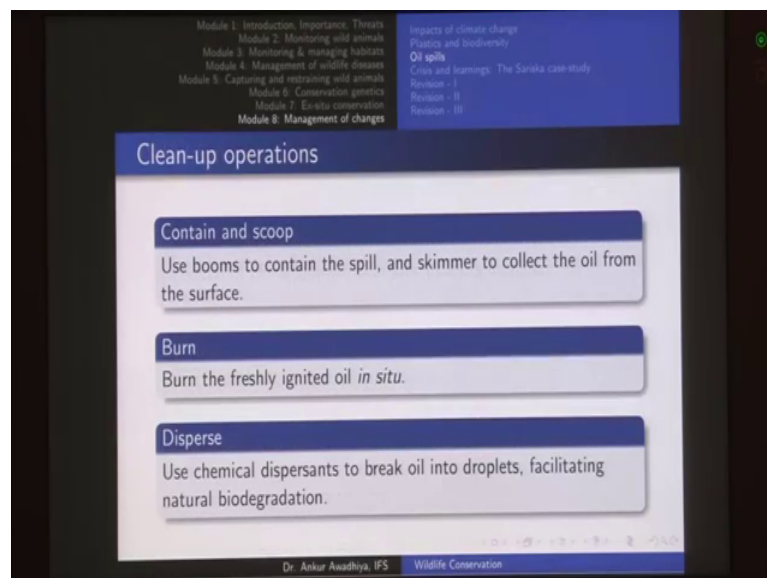 Module 1: Introduction, Importance, Threats
Module 2: Monitoring wild animals
Module 3: Monitoring & managing habitats
Module 4: Management of wildlife diseases
Module 5: Capturing and restraining wild animals
Module 6: Conservation genetics
Module 7: Ex-situ conservation
Module 8: Management of changes
Impacts of climate change
Plastics and biodiversity
Oil spills
Crisis and learnings: The Sariska case-study
Revision - I
Revision - II
Revision - III
Clean-up operations
Contain and scoop
Use booms to contain the spill, and skimmer to collect the oil from
the surface.
Burn
Burn the freshly ignited oil in situ.
Disperse
Use chemical dispersants to break oil into droplets, facilitating
natural biodegradation.
Dr. Ankur Awadhiya, IFS
Wildlife Conservation